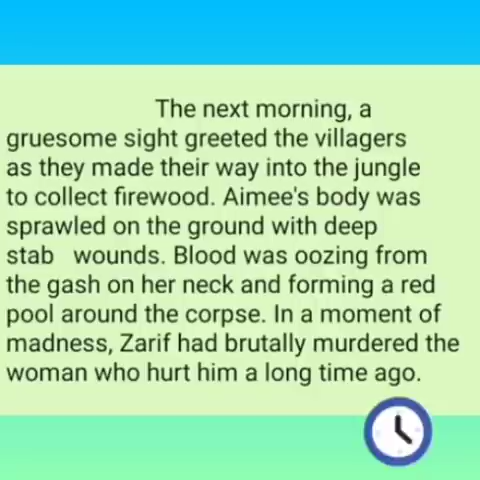 The next morning, a
gruesome sight greeted the villagers
as they made their way into the jungle
to collect firewood. Aimee's body was
sprawled on the ground with deep
stab wounds. Blood was oozing from
the gash on her neck and forming a red
pool around the corpse. In a moment of
madness, Zarif had brutally murdered the
woman who hurt him a long time ago.